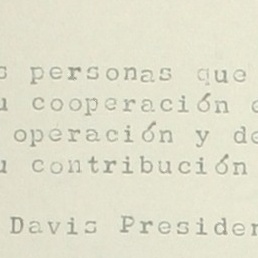 s personas que
u cooperación
operación y de
u contribución
Davis Presiden